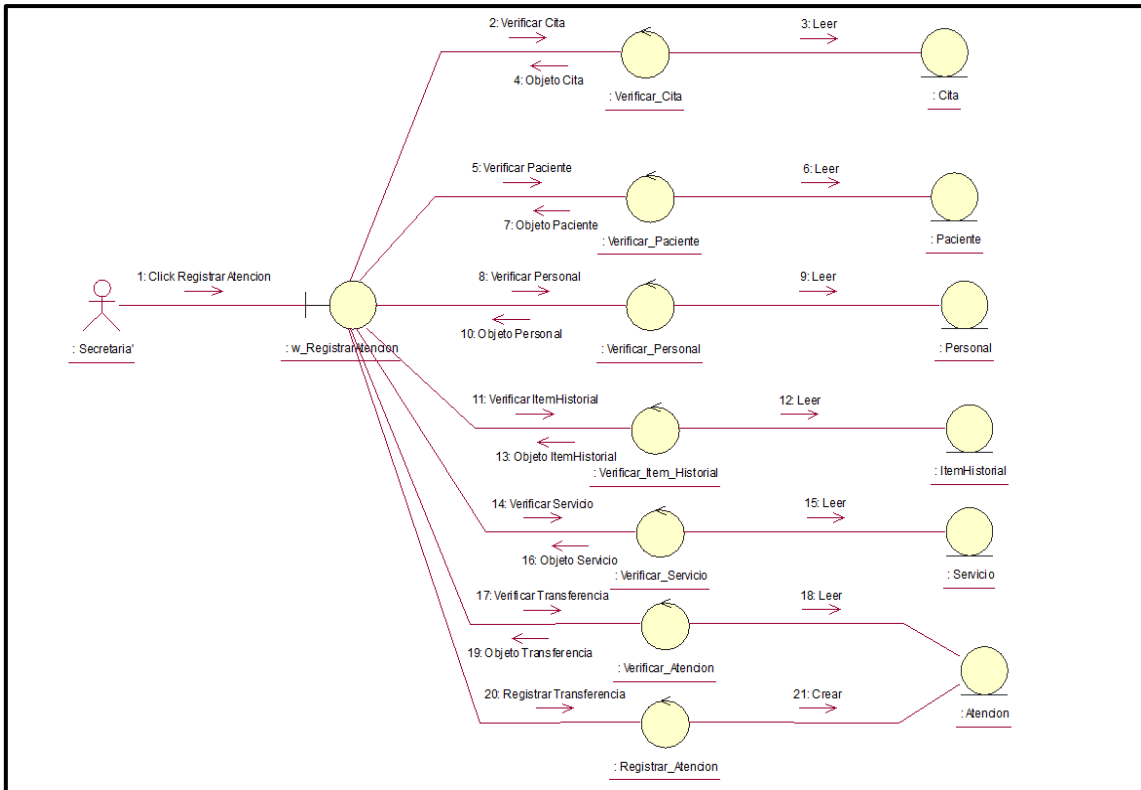 2: Verificar Cita
3: Leer
4: Objeto Cita
: Verificar_Cita
: Cita
5: Verificar Paciente
6: Leer
7: Objeto Paciente
: Verificar_Paciente
: Paciente
1: Click Registrar Atencion
8: Verificar Personal
9: Leer
10: Objeto Personal
: Secretaria'
: w_RegistrarAtencion
: Verificar_Personal
: Personal
11: Verificar ItemHistorial
12: Leer
13: Objeto ItemHistorial
: Verificar_Item_Historial
: ItemHistorial
14: Verificar Servicio
15: Leer
16: Objeto Servicio
: Verificar_Servicio
: Servicio
17: Verificar Transferencia
18: Leer
19: Objeto Transferencia
: Verificar_Atencion
20: Registrar Transferencia
21: Crear
: Atencion
: Registrar_Atencion